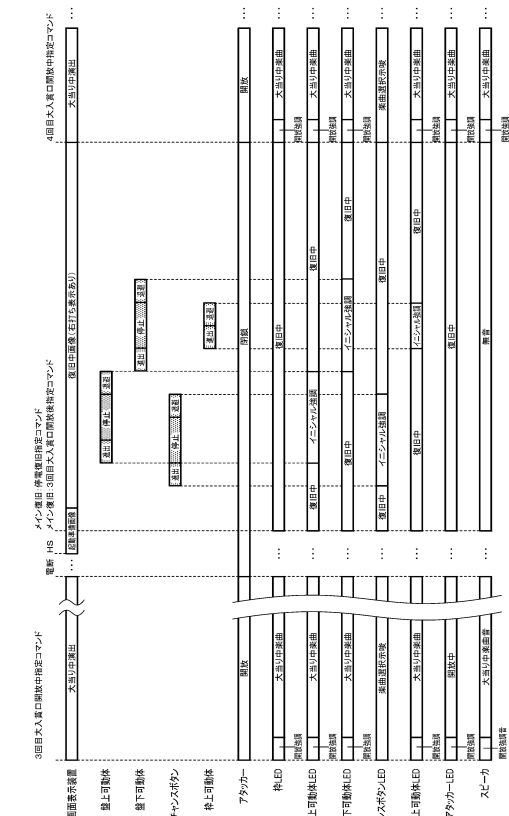 3回目大入賞口開放中指定コマンド
電断
HS
メイン復旧:停電復旧指定コマンド
メイン復旧:3回目大入賞口開放後指定コマンド
4回目大入賞口開放中指定コマンド
画面表示装置
大当り中演出
…
起動準備画像
復旧中画像(右打ち表示あり)
大当り中演出
…
盤上可動体
進出
停止
退避
盤下可動体
進出
停止
退避
チャンスボタン
進出
停止
退避
枠上可動体
進出
退避
アタッカー
開放
閉鎖
開放
…
枠LED
開放強調
大当り中楽曲
…
復旧中
開放強調
大当り中楽曲
…
上可動体LED
開放強調
大当り中楽曲
…
復旧中
イニシャル強調
復旧中
開放強調
大当り中楽曲
…
下可動体LED
開放強調
大当り中楽曲
…
復旧中
イニシャル強調
復旧中
開放強調
大当り中楽曲
…
ンスボタンLED
楽曲選択示唆
…
復旧中
イニシャル強調
復旧中
楽曲選択示唆
…
上可動体LED
開放強調
大当り中楽曲
…
復旧中
イニシャル強調
復旧中
開放強調
大当り中楽曲
…
アタッカーLED
開放強調
開放中
…
復旧中
開放強調
大当り中楽曲
…
スピーカ
開放強調音
大当り中楽曲音
…
無音
開放強調
大当り中楽曲
…